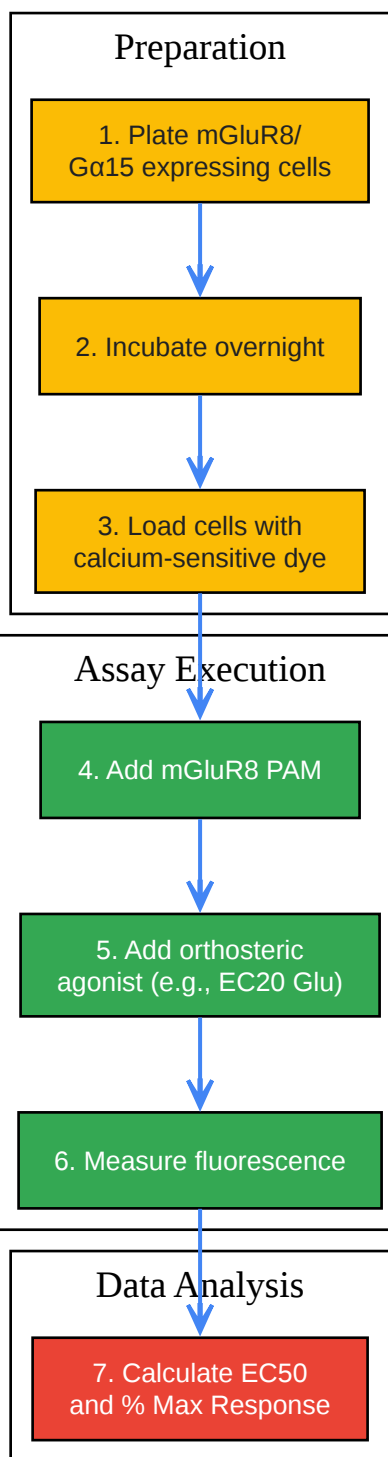 Preparation
1. Plate mGluR8/
Gα15 expressing cells
2. Incubate overnight
3. Load cells with
calcium-sensitive dye
Assay Execution
4. Add mGluR8 PAM
5. Add orthosteric
agonist (e.g., EC20 Glu)
6. Measure fluorescence
Data Analysis
7. Calculate EC50
and % Max Response